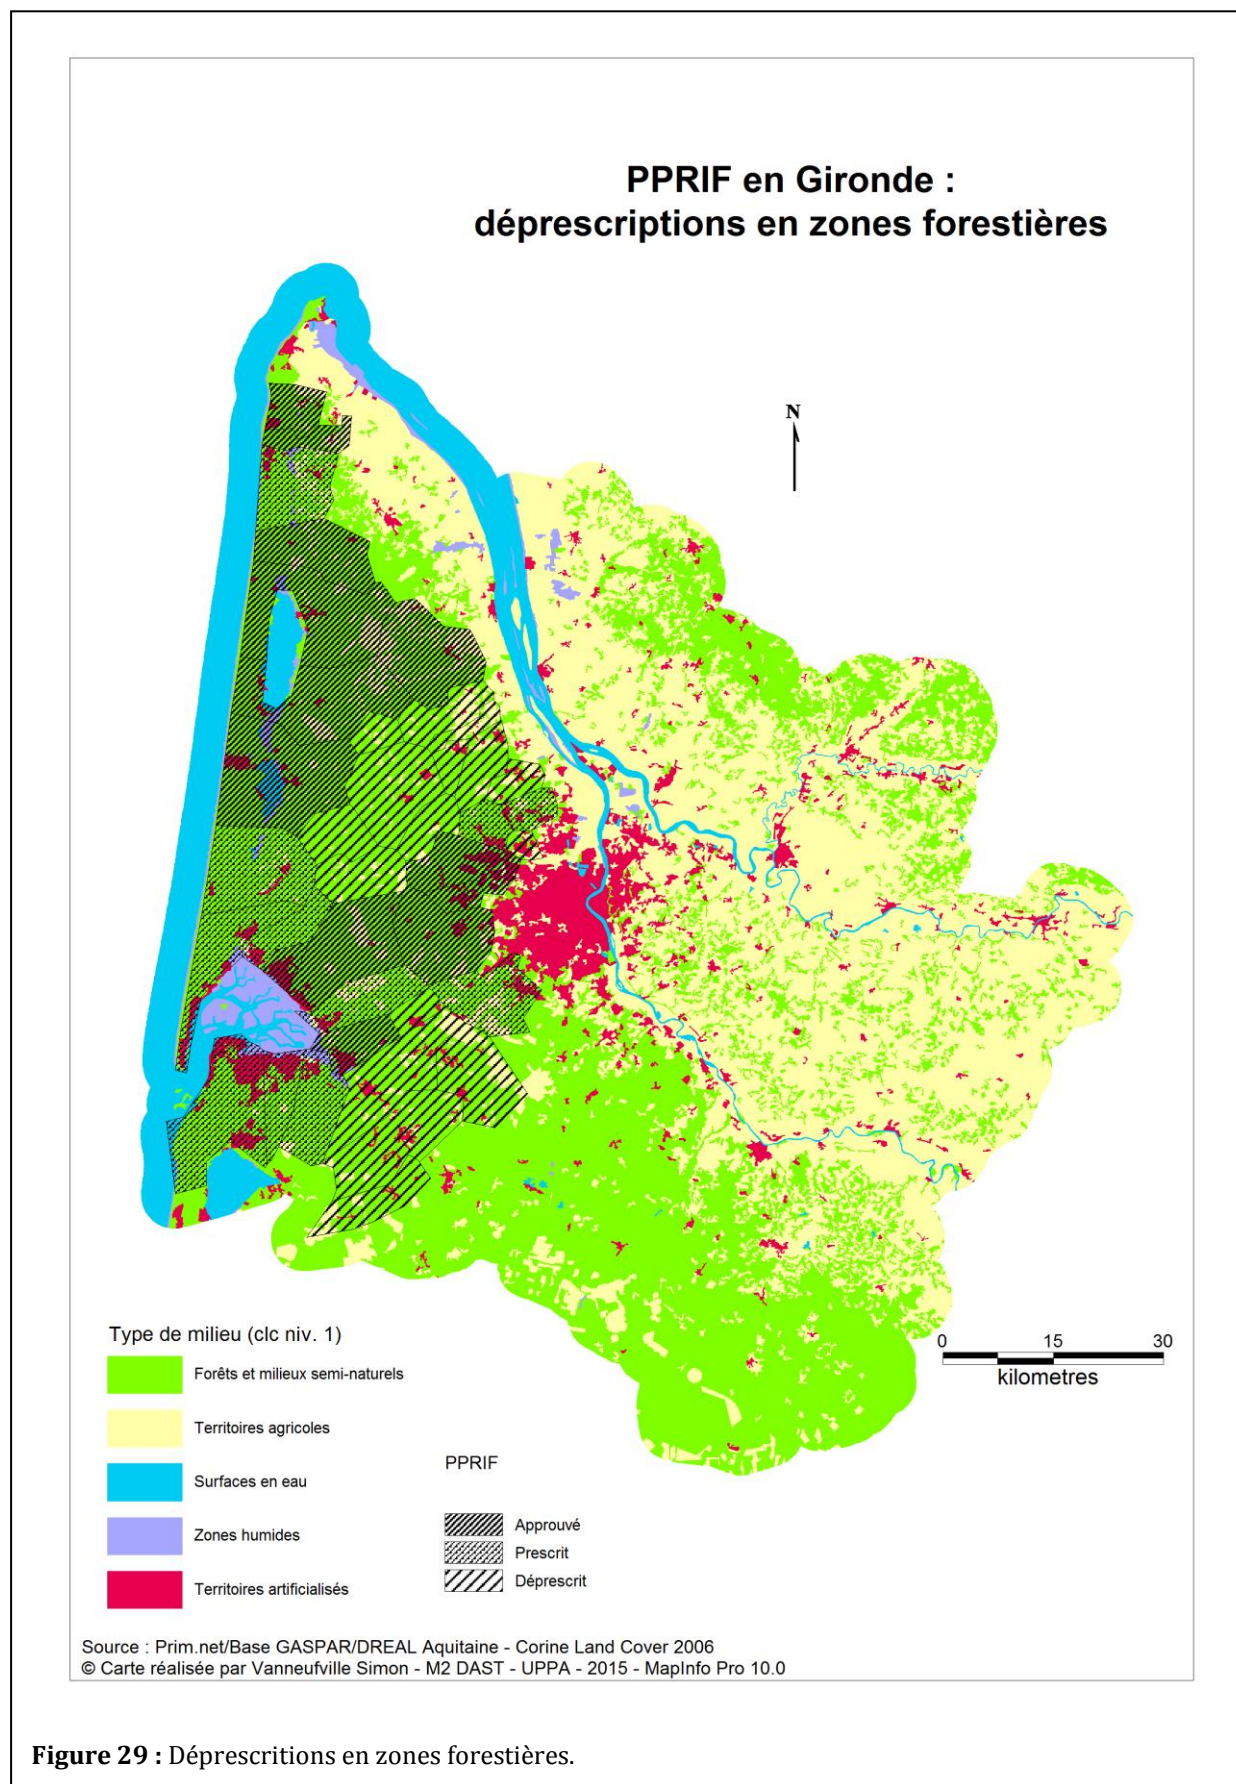 PPRIF en Gironde :
déprescriptions en zones forestières
N
Type de milieu (clc niv. 1)
Forêts et milieux semi-naturels
Territoires agricoles
Surfaces en eau
Zones humides
Territoires artificialisés
PPRIF
Approuvé
Prescrit
Déprescrit
0 15 30
kilometres
Source : Prim.net/Base GASPAR/DREAL Aquitaine - Corine Land Cover 2006
© Carte réalisée par Vanneufville Simon - M2 DAST - UPPA - 2015 - MapInfo Pro 10.0
Figure 29 : Déprescritions en zones forestières.